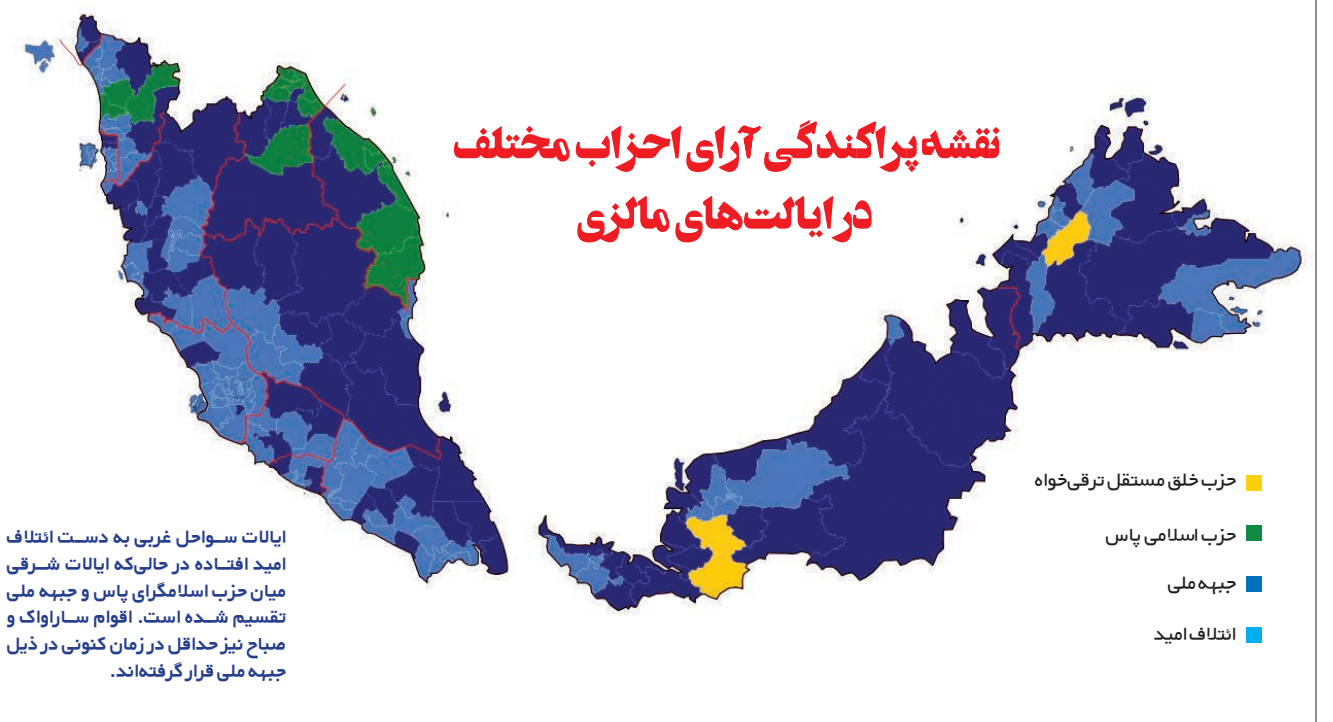 نقشه پراکندگی آرای احزاب مختلف
در ایالت‌های مالزی
حزب خلق مستقل ترقی‌خواه
حزب اسلامی پاس
جبهه ملی
ائتلاف امید
ایالات سواحل غربی به دست ائتلاف
امید افتاده در حالی‌که ایالات شرقی
میان حزب اسلامگرای پاس و جبهه ملی
تقسیم شده است. اقوام ساراواک و
صباح نیز حداقل در زمان کنونی در ذیل
جبهه ملی قرار گرفته‌اند.